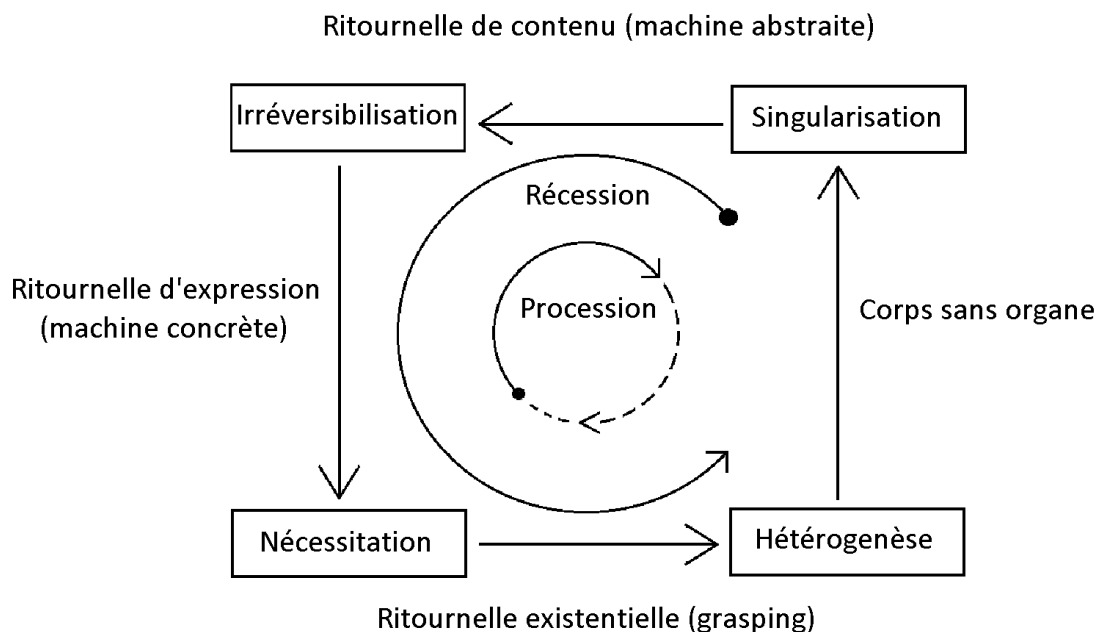 Ritournelle de contenu (machine abstraite)
Irréversibilisation
Singularisation
Récession
Ritournelle d'expression
(machine concrète)
Procession
Corps sans organe
Nécessitation
Hétérogenèse
Ritournelle existentielle (grasping)